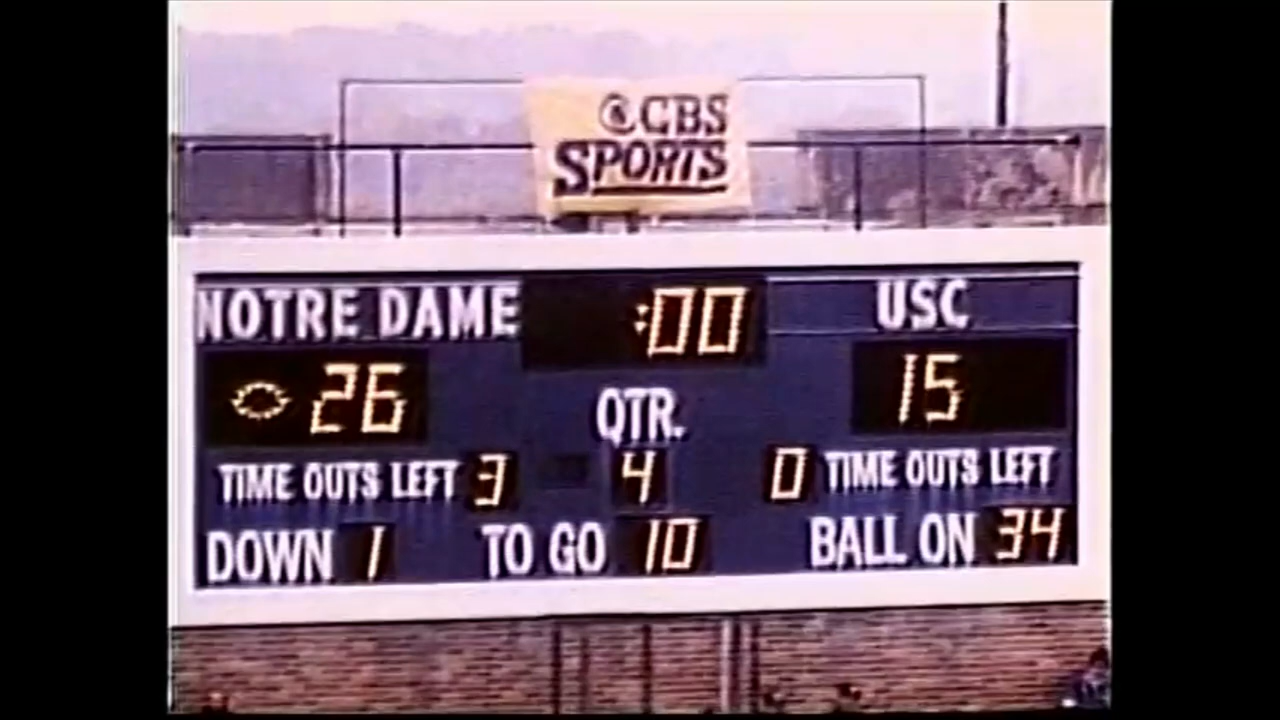 CBS
SPORTS
NOTRE DAME :00 USC
26 QTR. 15
TIME OUTS LEFT 3 4 0 TIME OUTS LEFT
DOWN 1 TO GO 10 BALL ON 34